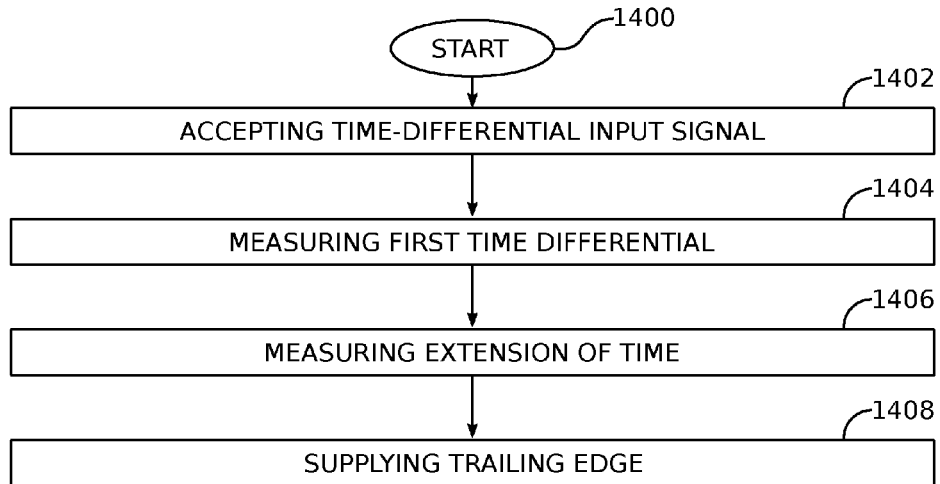 1400
START
1402
ACCEPTING TIME-DIFFERENTIAL INPUT SIGNAL
1404
MEASURING FIRST TIME DIFFERENTIAL
1406
MEASURING EXTENSION OF TIME
1408
SUPPLYING TRAILING EDGE